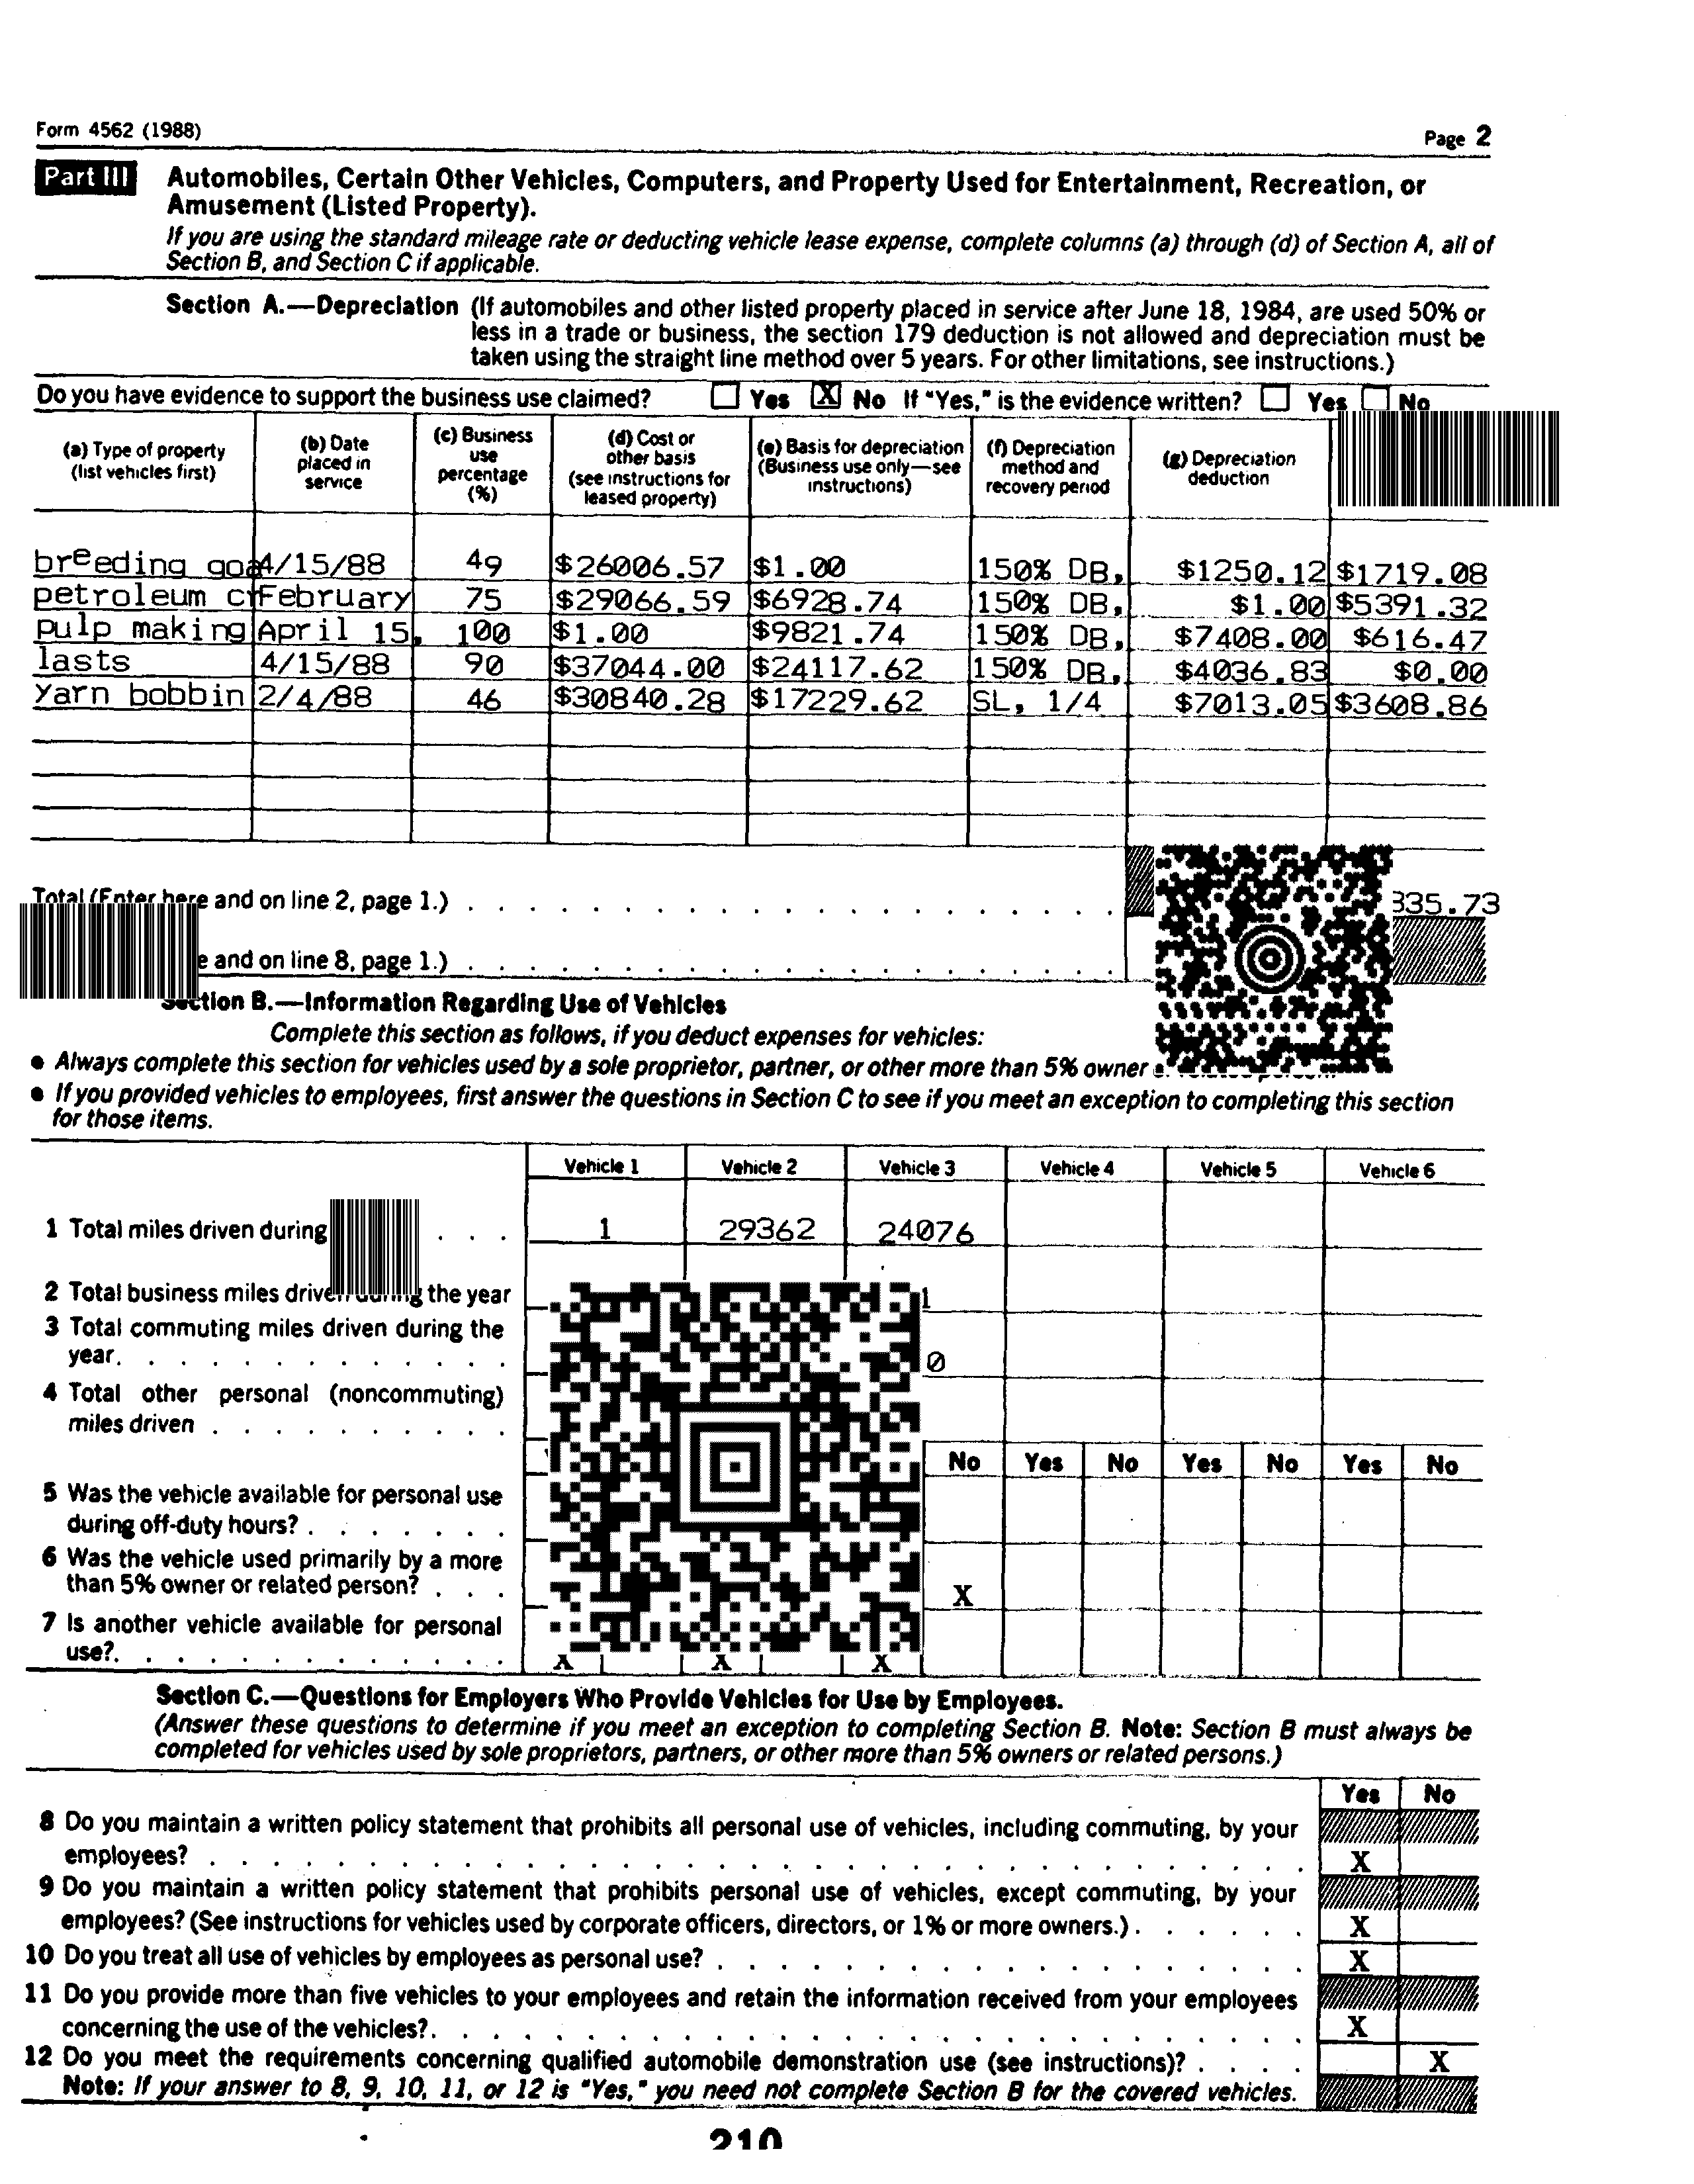 Form 4562 (1988)
Page 2
Part III Automobiles, Certain Other Vehicles, Computers, and Property Used for Entertainment, Recreation, or
Amusement (Listed Property).
If you are using the standard mileage rate or deducting vehicle lease expense, complete columns (a) through (d) of Section A, all of
Section B, and Section C if applicable.
Section A.—Depreciation (If automobiles and other listed property placed in service after June 18, 1984, are used 50% or
less in a trade or business, the section 179 deduction is not allowed and depreciation must be
taken using the straight line method over 5 years. For other limitations, see instructions.)
Do you have evidence to support the business use claimed? Yes X No If "Yes," is the evidence written? Yes No
(a) Type of property
(list vehicles first)
(b) Date
placed in
service
(c) Business
use
percentage
(%)
(d) Cost or
other basis
(see instructions for
leased property)
(e) Basis for depreciation
(Business use only—see
instructions)
(f) Depreciation
method and
recovery period
(g) Depreciation
deduction
breeding goa 4/15/88 49 $26006.57 $1.00 150% DB, $1250.12 $1719.08
petroleum c February 75 $29066.59 $6928.74 150% DB, $1.00 $5391.32
pulp making April 15, 100 $1.00 $9821.74 150% DB, $7408.00 $616.47
lasts 4/15/88 90 $37044.00 $24117.62 150% DB, $4036.83 $0.00
yarn bobbin 2/4/88 46 $30840.28 $17229.62 SL, 1/4 $7013.05 $3608.86
Total (Enter here and on line 2, page 1.) 335.73
e and on line 8, page 1.)
Section B.—Information Regarding Use of Vehicles
Complete this section as follows, if you deduct expenses for vehicles:
● Always complete this section for vehicles used by a sole proprietor, partner, or other more than 5% owner
● If you provided vehicles to employees, first answer the questions in Section C to see if you meet an exception to completing this section
for those items.
Vehicle 1 Vehicle 2 Vehicle 3 Vehicle 4 Vehicle 5 Vehicle 6
1 Total miles driven during . . . 1 29362 24076
2 Total business miles driven during the year 1
3 Total commuting miles driven during the
year. 0
4 Total other personal (noncommuting)
miles driven
No Yes No Yes No Yes No
5 Was the vehicle available for personal use
during off-duty hours?
6 Was the vehicle used primarily by a more
than 5% owner or related person? X
7 Is another vehicle available for personal
use? X X X
Section C.—Questions for Employers Who Provide Vehicles for Use by Employees.
(Answer these questions to determine if you meet an exception to completing Section B. Note: Section B must always be
completed for vehicles used by sole proprietors, partners, or other more than 5% owners or related persons.)
Yes No
8 Do you maintain a written policy statement that prohibits all personal use of vehicles, including commuting, by your
employees? X
9 Do you maintain a written policy statement that prohibits personal use of vehicles, except commuting, by your
employees? (See instructions for vehicles used by corporate officers, directors, or 1% or more owners.) X
10 Do you treat all use of vehicles by employees as personal use? X
11 Do you provide more than five vehicles to your employees and retain the information received from your employees
concerning the use of the vehicles? X
12 Do you meet the requirements concerning qualified automobile demonstration use (see instructions)? X
Note: If your answer to 8, 9, 10, 11, or 12 is "Yes," you need not complete Section B for the covered vehicles.
210